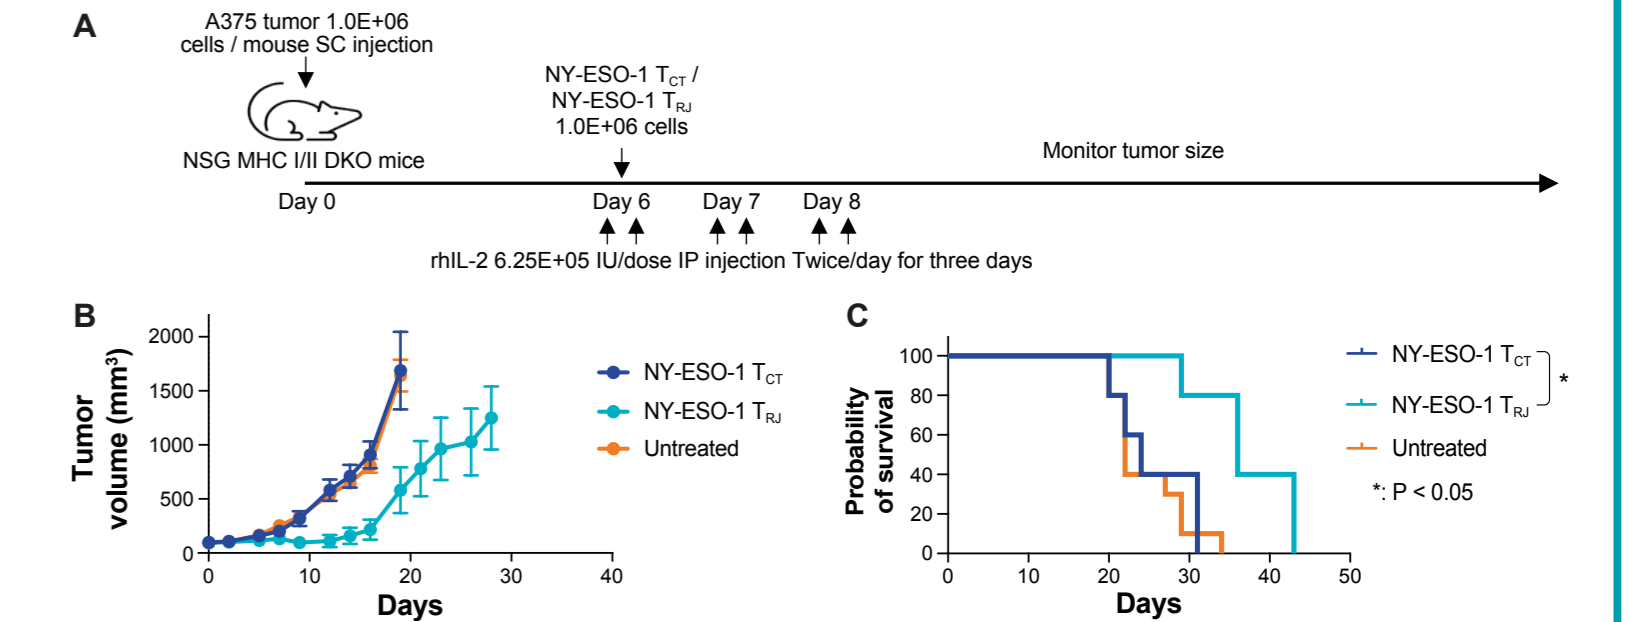 A
A375 tumor 1.0E+06
cells / mouse SC injection
NSG MHC I/II DKO mice
NY-ESO-1 TCT /
NY-ESO-1 TRJ
1.0E+06 cells
Monitor tumor size
Day 0
Day 6
Day 7
Day 8
rhIL-2 6.25E+05 IU/dose IP injection Twice/day for three days
B
Tumor
volume (mm³)
2000
1500
1000
500
0
0
10
20
30
40
Days
NY-ESO-1 TCT
NY-ESO-1 TRJ
Untreated
C
Probability
of survival
100
80
60
40
20
0
0
10
20
30
40
50
Days
NY-ESO-1 TCT
NY-ESO-1 TRJ
*
Untreated
*: P < 0.05